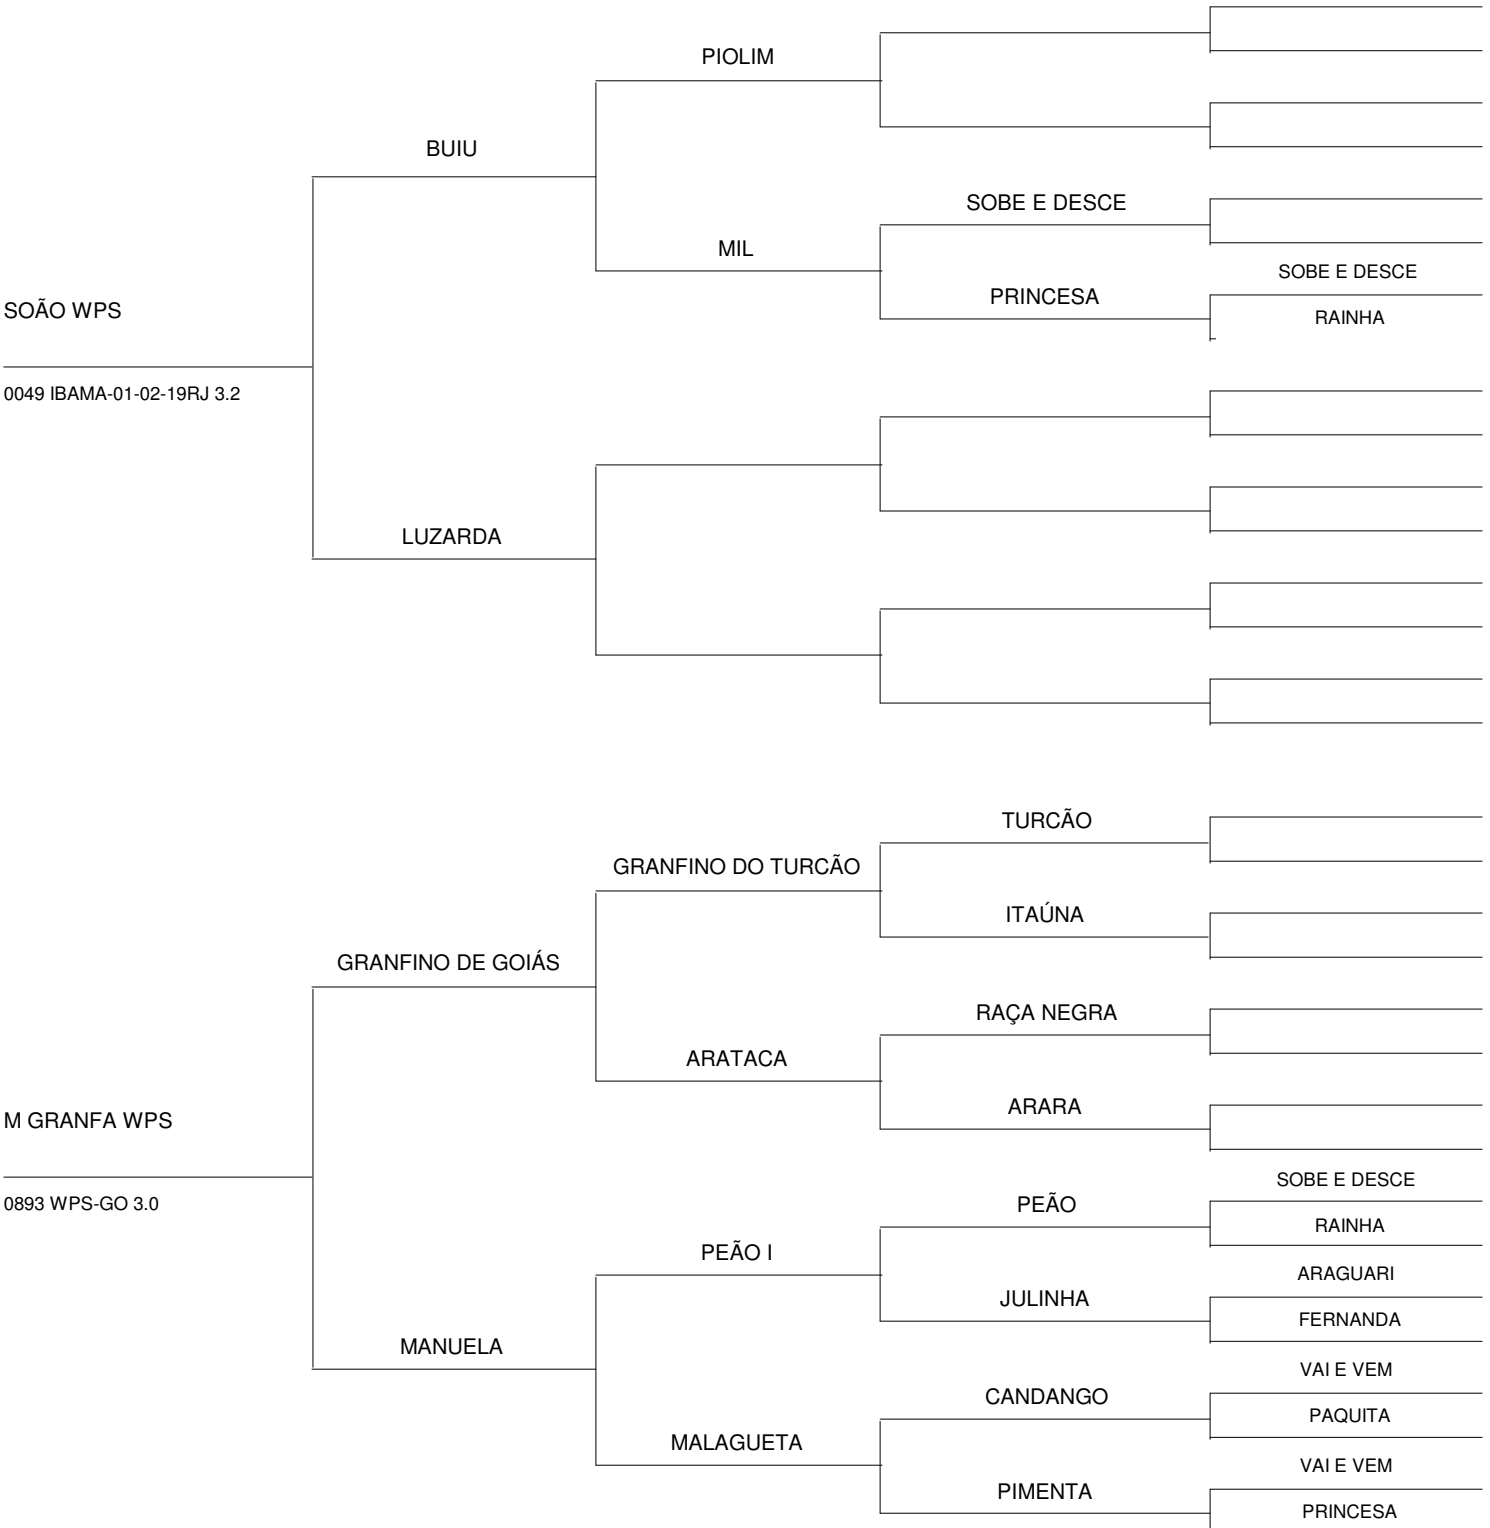 PIOLIM
BUIU
SOBE E DESCE
MIL
SOBE E DESCE
PRINCESA
SOÃO WPS
RAINHA
0049 IBAMA-01-02-19RJ 3.2
LUZARDA
TURCÃO
GRANFINO DO TURCÃO
ITAÚNA
GRANFINO DE GOIÁS
RAÇA NEGRA
ARATACA
ARARA
M GRANFA WPS
SOBE E DESCE
0893 WPS-GO 3.0
PEÃO
RAINHA
PEÃO I
ARAGUARI
JULINHA
FERNANDA
MANUELA
VAI E VEM
CANDANGO
PAQUITA
MALAGUETA
VAI E VEM
PIMENTA
PRINCESA